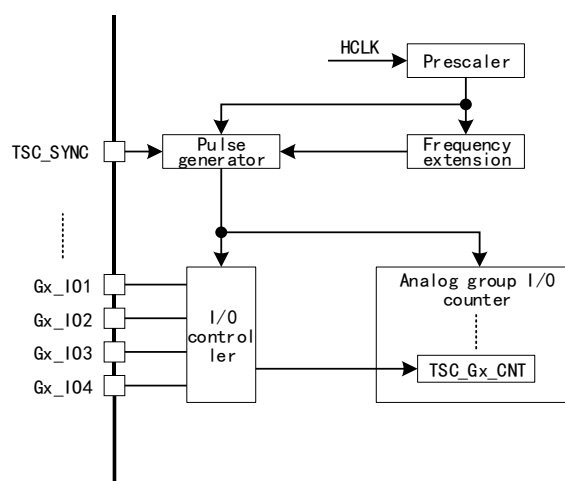 HCLK
Prescaler
TSC_SYNC
Pulse
generator
Frequency
extension
Gx_IO1
Gx_IO2
Gx_IO3
Gx_IO4
I/O
control
ler
Analog group I/O
counter
TSC_Gx_CNT